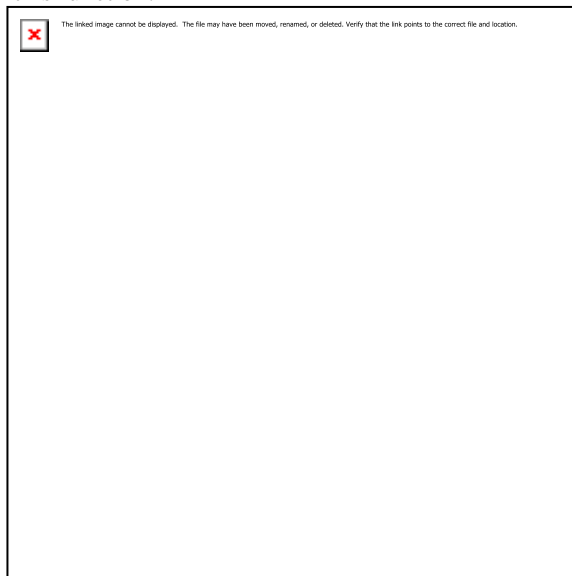 The linked image cannot be displayed.  The file may have been moved, renamed, or deleted. Verify that the link points to the correct file and location.